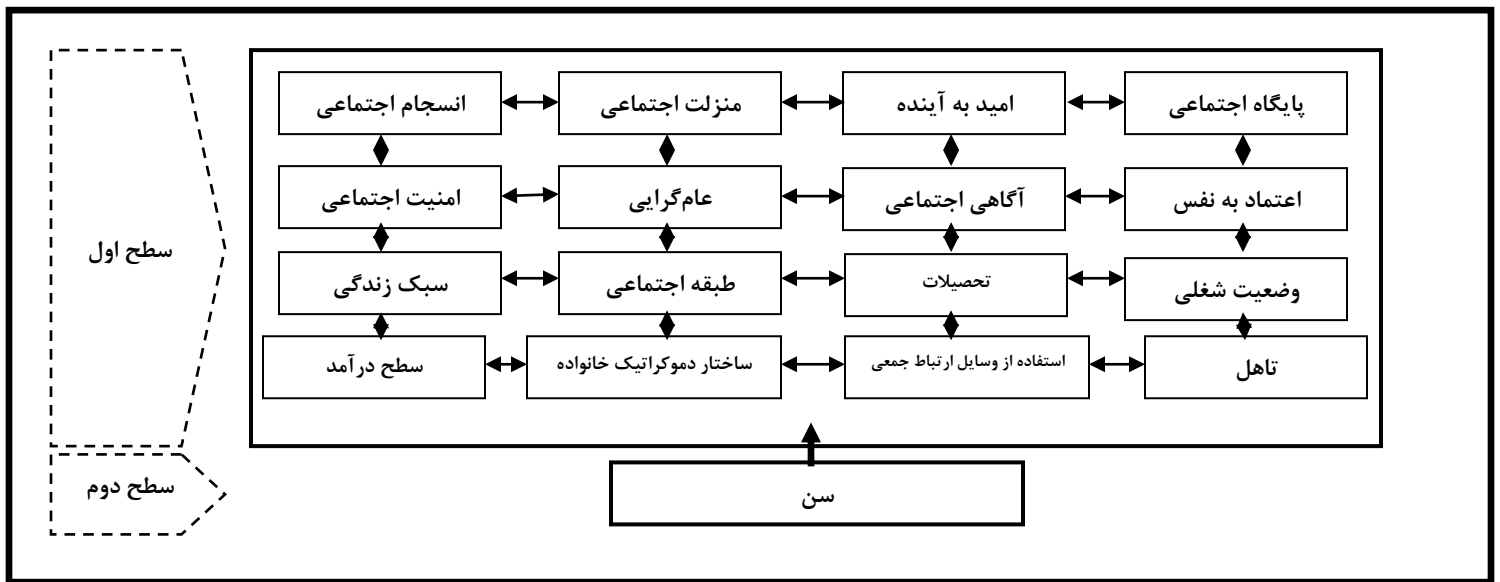 پایگاه اجتماعی
امید به آینده
منزلت اجتماعی
انسجام اجتماعی
اعتماد به نفس
آگاهی اجتماعی
عام‌گرایی
امنیت اجتماعی
سطح اول
وضعیت شغلی
تحصیلات
طبقه اجتماعی
سبک زندگی
تاهل
استفاده از وسایل ارتباط جمعی
ساختار دموکراتیک خانواده
سطح درآمد
سن
سطح دوم